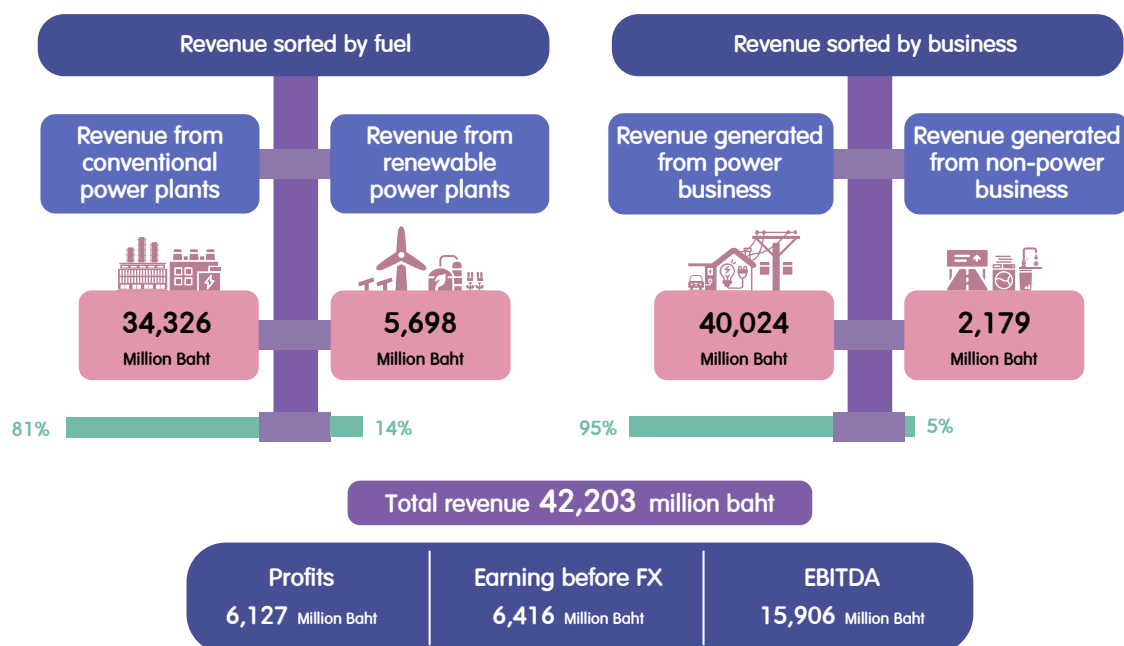 Revenue sorted by fuel
Revenue from
conventional
power plants
Revenue from
renewable
power plants
34,326
Million Baht
5,698
Million Baht
81%
14%
Revenue sorted by business
Revenue generated
from power
business
Revenue generated
from non-power
business
40,024
Million Baht
2,179
Million Baht
95%
5%
Total revenue 42,203 million baht
Profits
6,127 Million Baht
Earning before FX
6,416 Million Baht
EBITDA
15,906 Million Baht